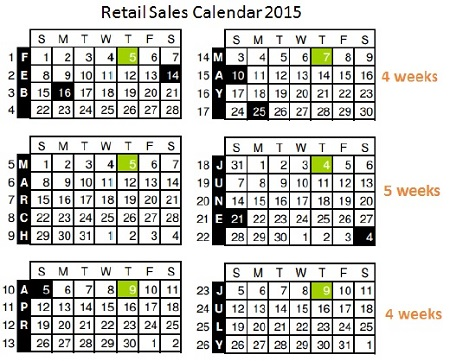 Retail Sales Calendar 2015
S M T W T F S
1 F 1 2 3 4 5 6 7
2 E 8 9 10 11 12 13 14
3 B 15 16 17 18 19 20 21
4 22 23 24 25 26 27 28
S M T W T F S
14 M 3 4 5 6 7 8 9
15 A 10 11 12 13 14 15 16
16 Y 17 18 19 20 21 22 23
17 24 25 26 27 28 29 30
4 weeks
S M T W T F S
5 M 1 2 3 4 5 6 7
6 A 8 9 10 11 12 13 14
7 R 15 16 17 18 19 20 21
8 C 22 23 24 25 26 27 28
9 H 29 30 31 1 2 3 4
S M T W T F S
18 J 31 1 2 3 4 5 6
19 U 7 8 9 10 11 12 13
20 N 14 15 16 17 18 19 20
21 E 21 22 23 24 25 26 27
22 28 29 30 1 2 3 4
5 weeks
S M T W T F S
10 A 5 6 7 8 9 10 11
11 P 12 13 14 15 16 17 18
12 R 19 20 21 22 23 24 25
13 26 27 28 29 30 1 2
S M T W T F S
23 J 5 6 7 8 9 10 11
24 U 12 13 14 15 16 17 18
25 L 19 20 21 22 23 24 25
26 Y 26 27 28 29 30 31 1
4 weeks